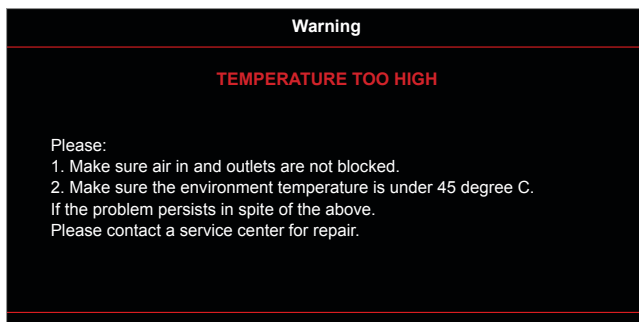 Warning
TEMPERATURE TOO HIGH
Please:
1. Make sure air in and outlets are not blocked.
2. Make sure the environment temperature is under 45 degree C.
If the problem persists in spite of the above.
Please contact a service center for repair.